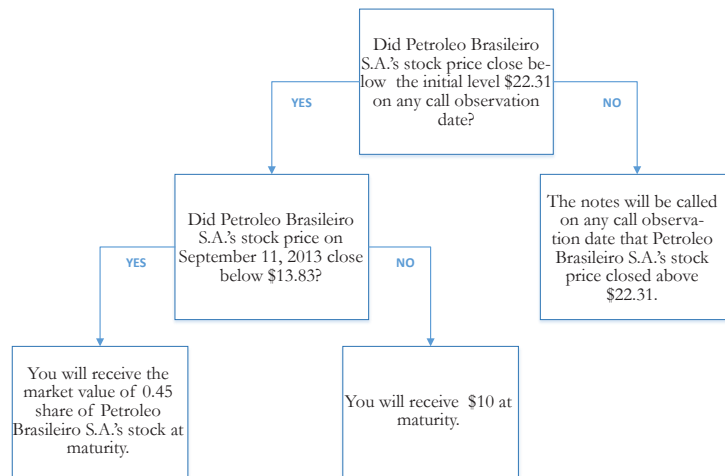 Did Petroleo Brasileiro
S.A.'s stock price close be-
low the initial level $22.31
on any call observation
date?
YES
NO
Did Petroleo Brasileiro
S.A.'s stock price on
September 11, 2013 close
below $13.83?
The notes will be called
on any call observa-
tion date that Petroleo
Brasileiro S.A.'s stock
price closed above
$22.31.
YES
NO
You will receive the
market value of 0.45
share of Petroleo
Brasileiro S.A.'s stock at
maturity.
You will receive $10 at
maturity.